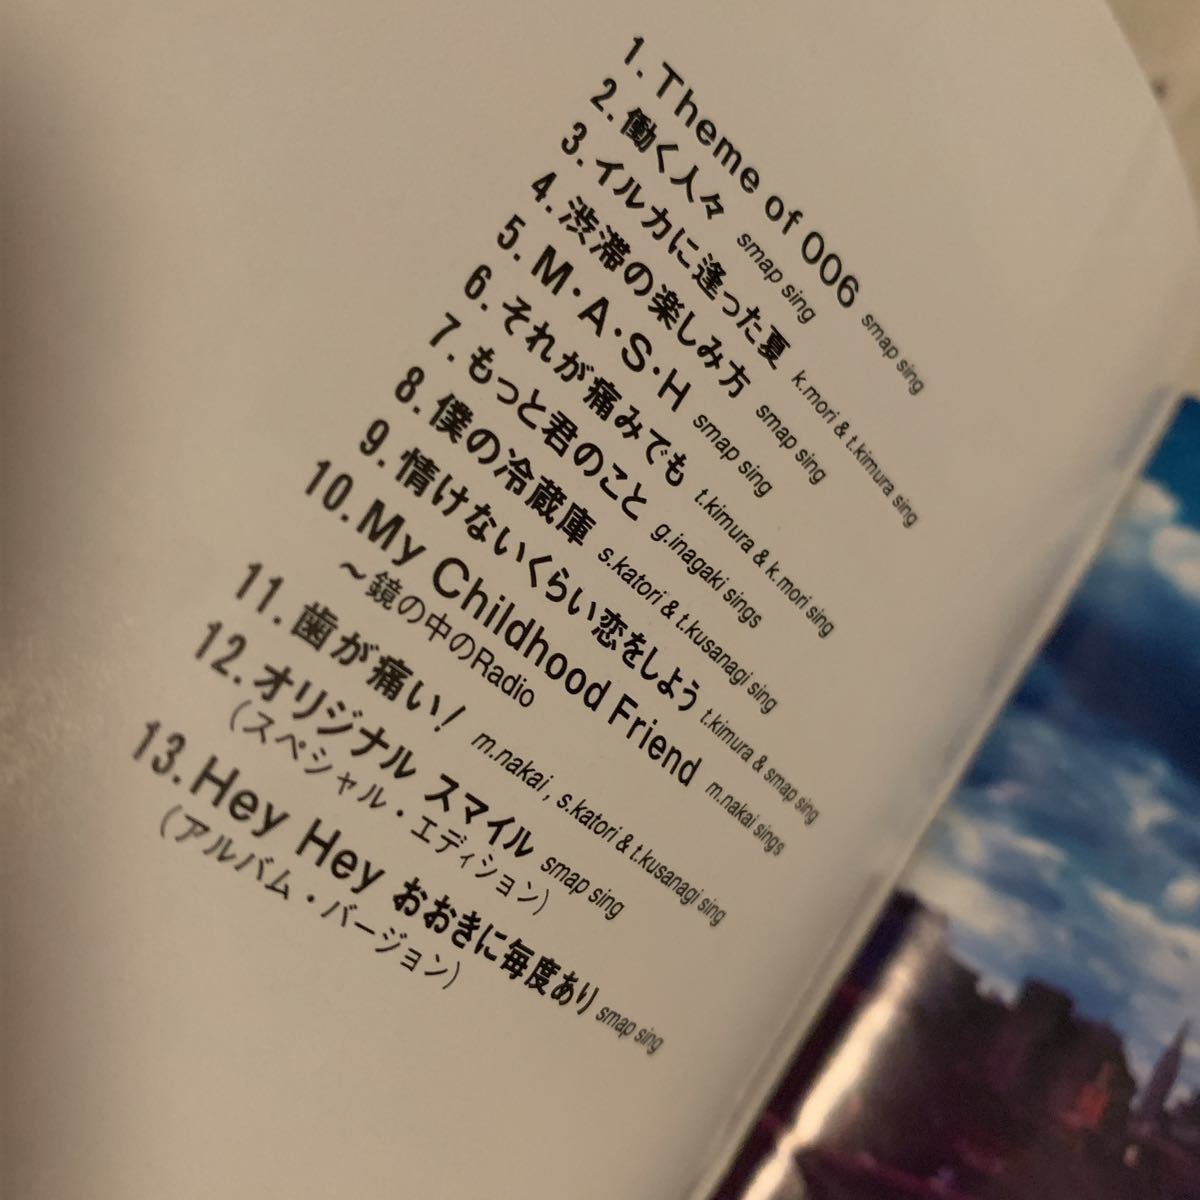 1. Theme of 006 smap sing
2. 働く人々 smap sing
3. イルカに逢った夏 k.mori & t.kimura sing
4. 渋滞の楽しみ方 smap sing
5. M・A・S・H smap sing
6. それが痛みでも t.kimura & k.mori sing
7. もっと君のこと g.inagaki sings
8. 僕の冷蔵庫 s.katori & t.kusanagi sing
9. 情けないくらい恋をしよう t.kimura & smap sing
10. My Childhood Friend m.nakai sings
～鏡の中のRadio
11. 歯が痛い! m.nakai , s.katori & t.kusanagi sing
12. オリジナル スマイル smap sing
(スペシャル・エディション)
13. Hey Hey おおきに毎度あり smap sing
(アルバム・バージョン)